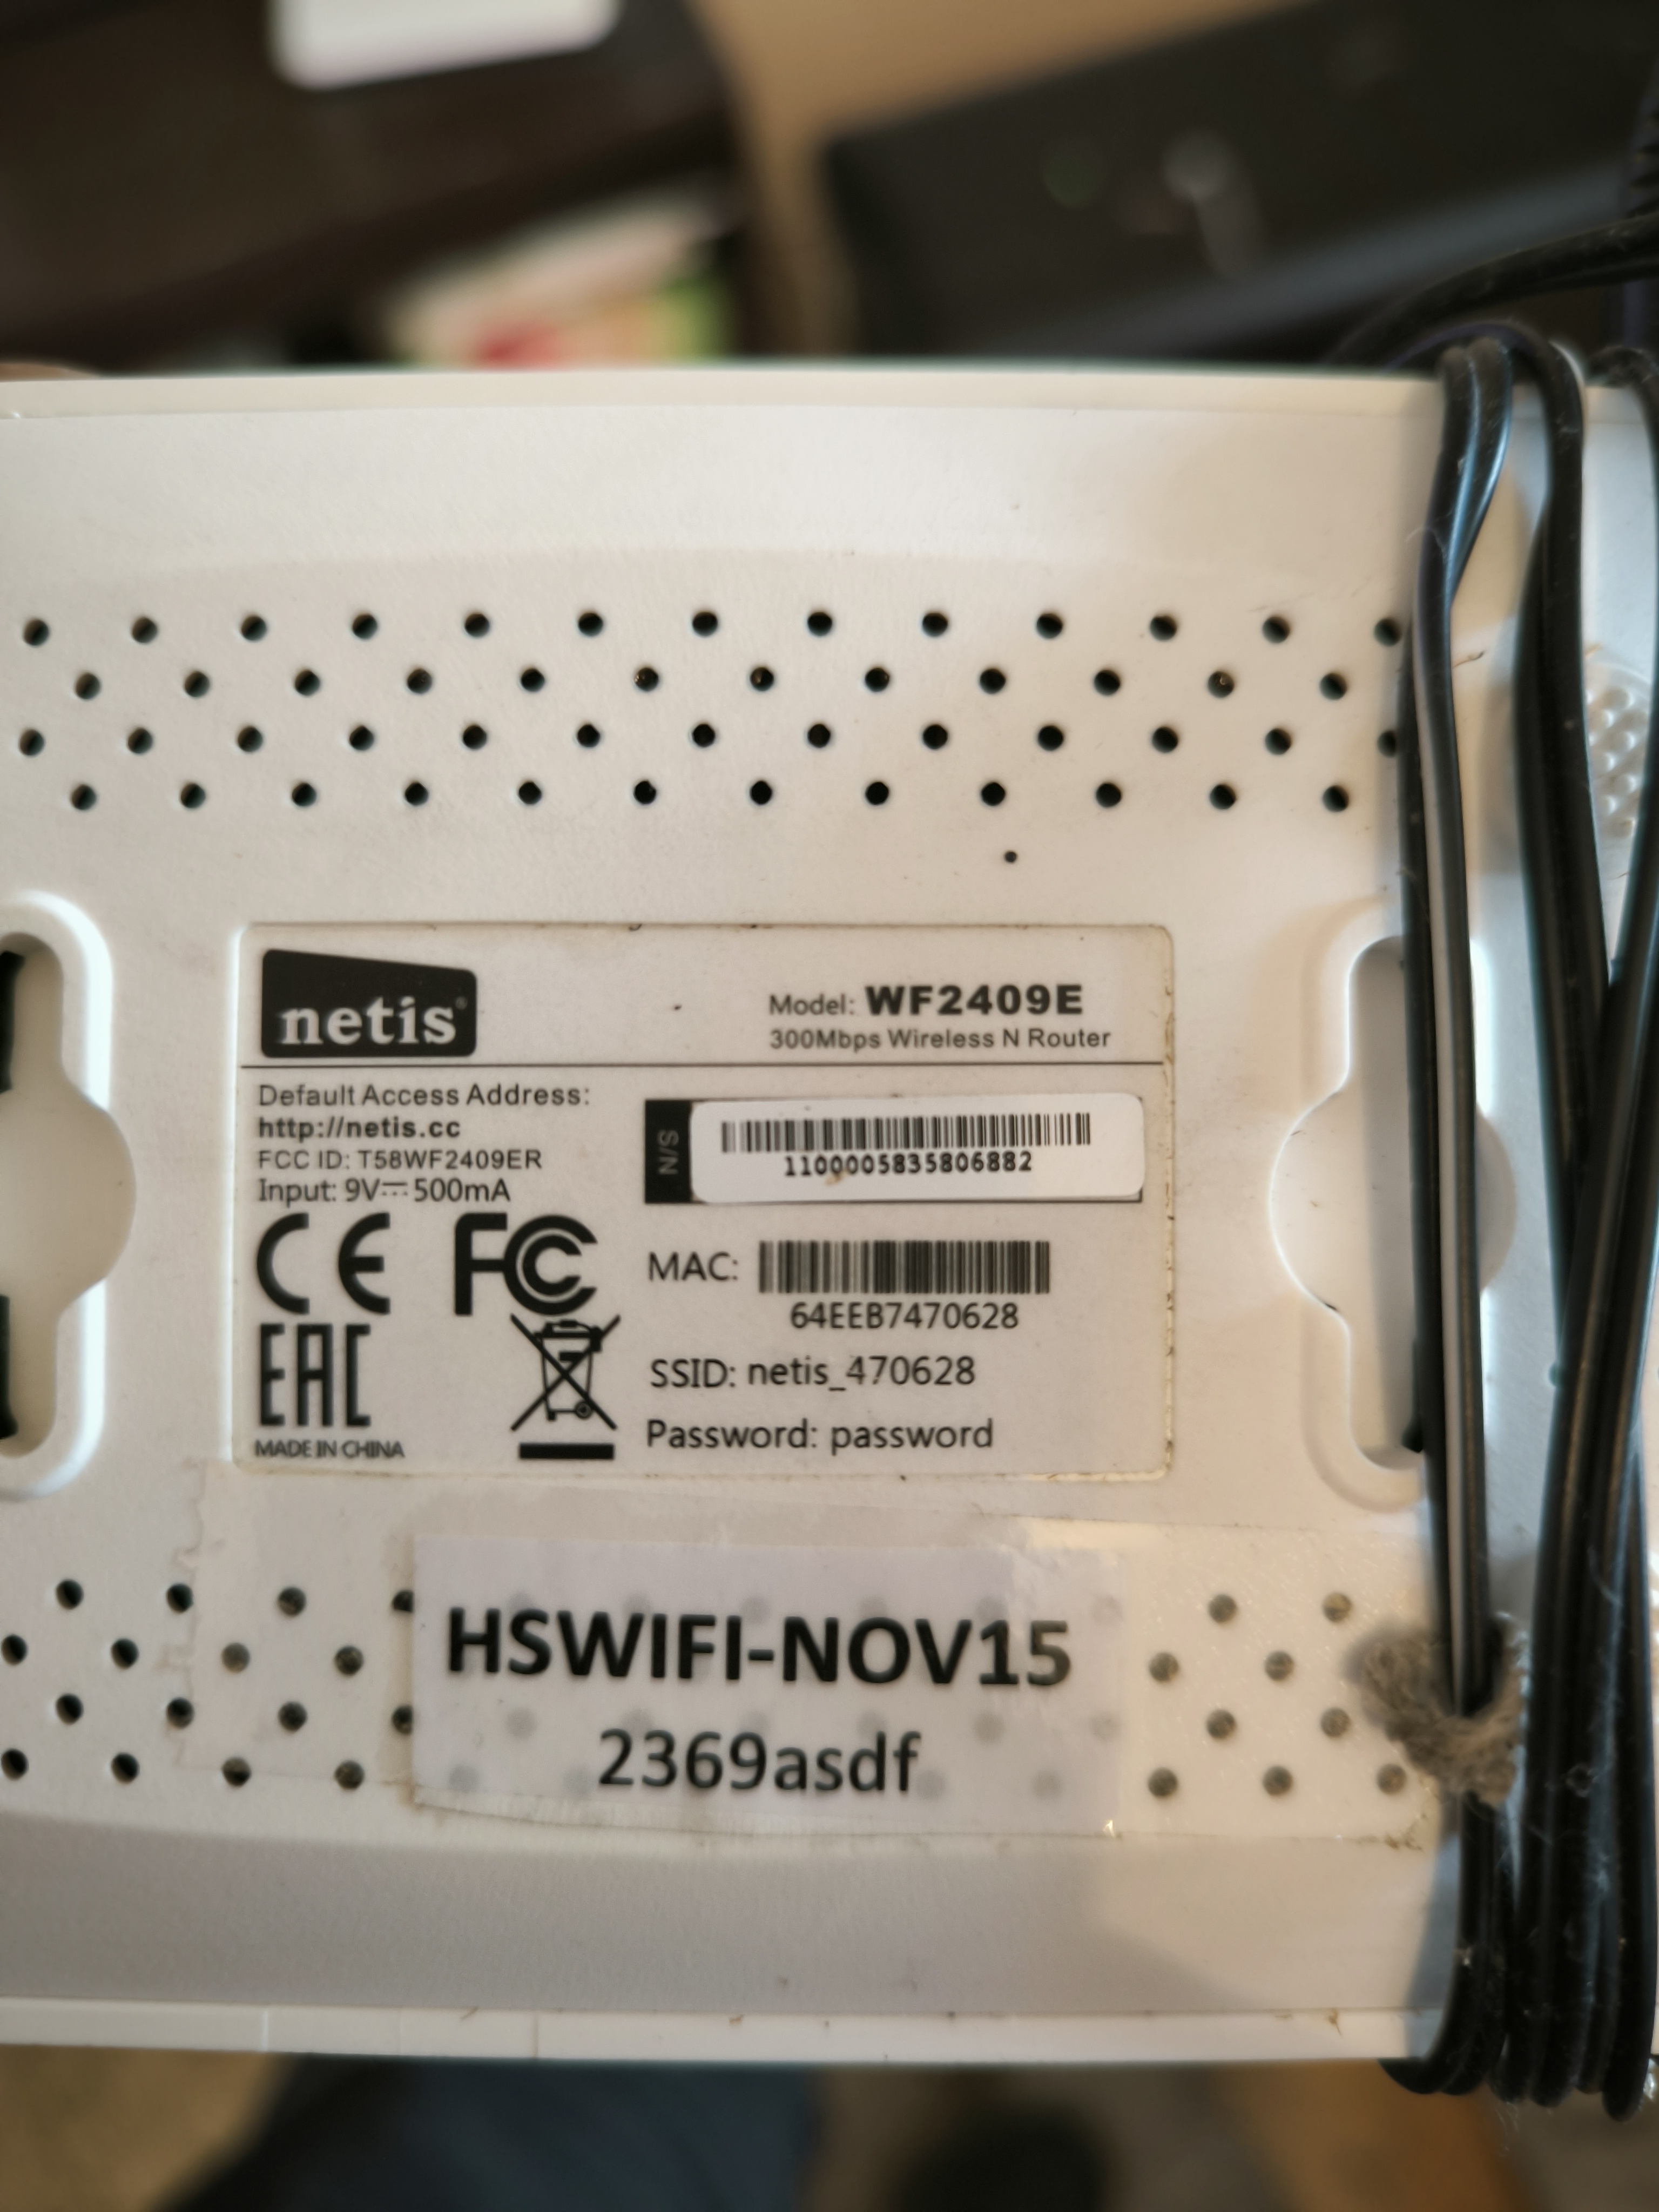 netis®
Model: WF2409E
300Mbps Wireless N Router
Default Access Address:
http://netis.cc
FCC ID: T58WF2409ER
Input: 9V⎓500mA
S/N
1100005835806882
CE FC
EAC
MADE IN CHINA
MAC:
64EEB7470628
SSID: netis_470628
Password: password
HSWIFI-NOV15
2369asdf